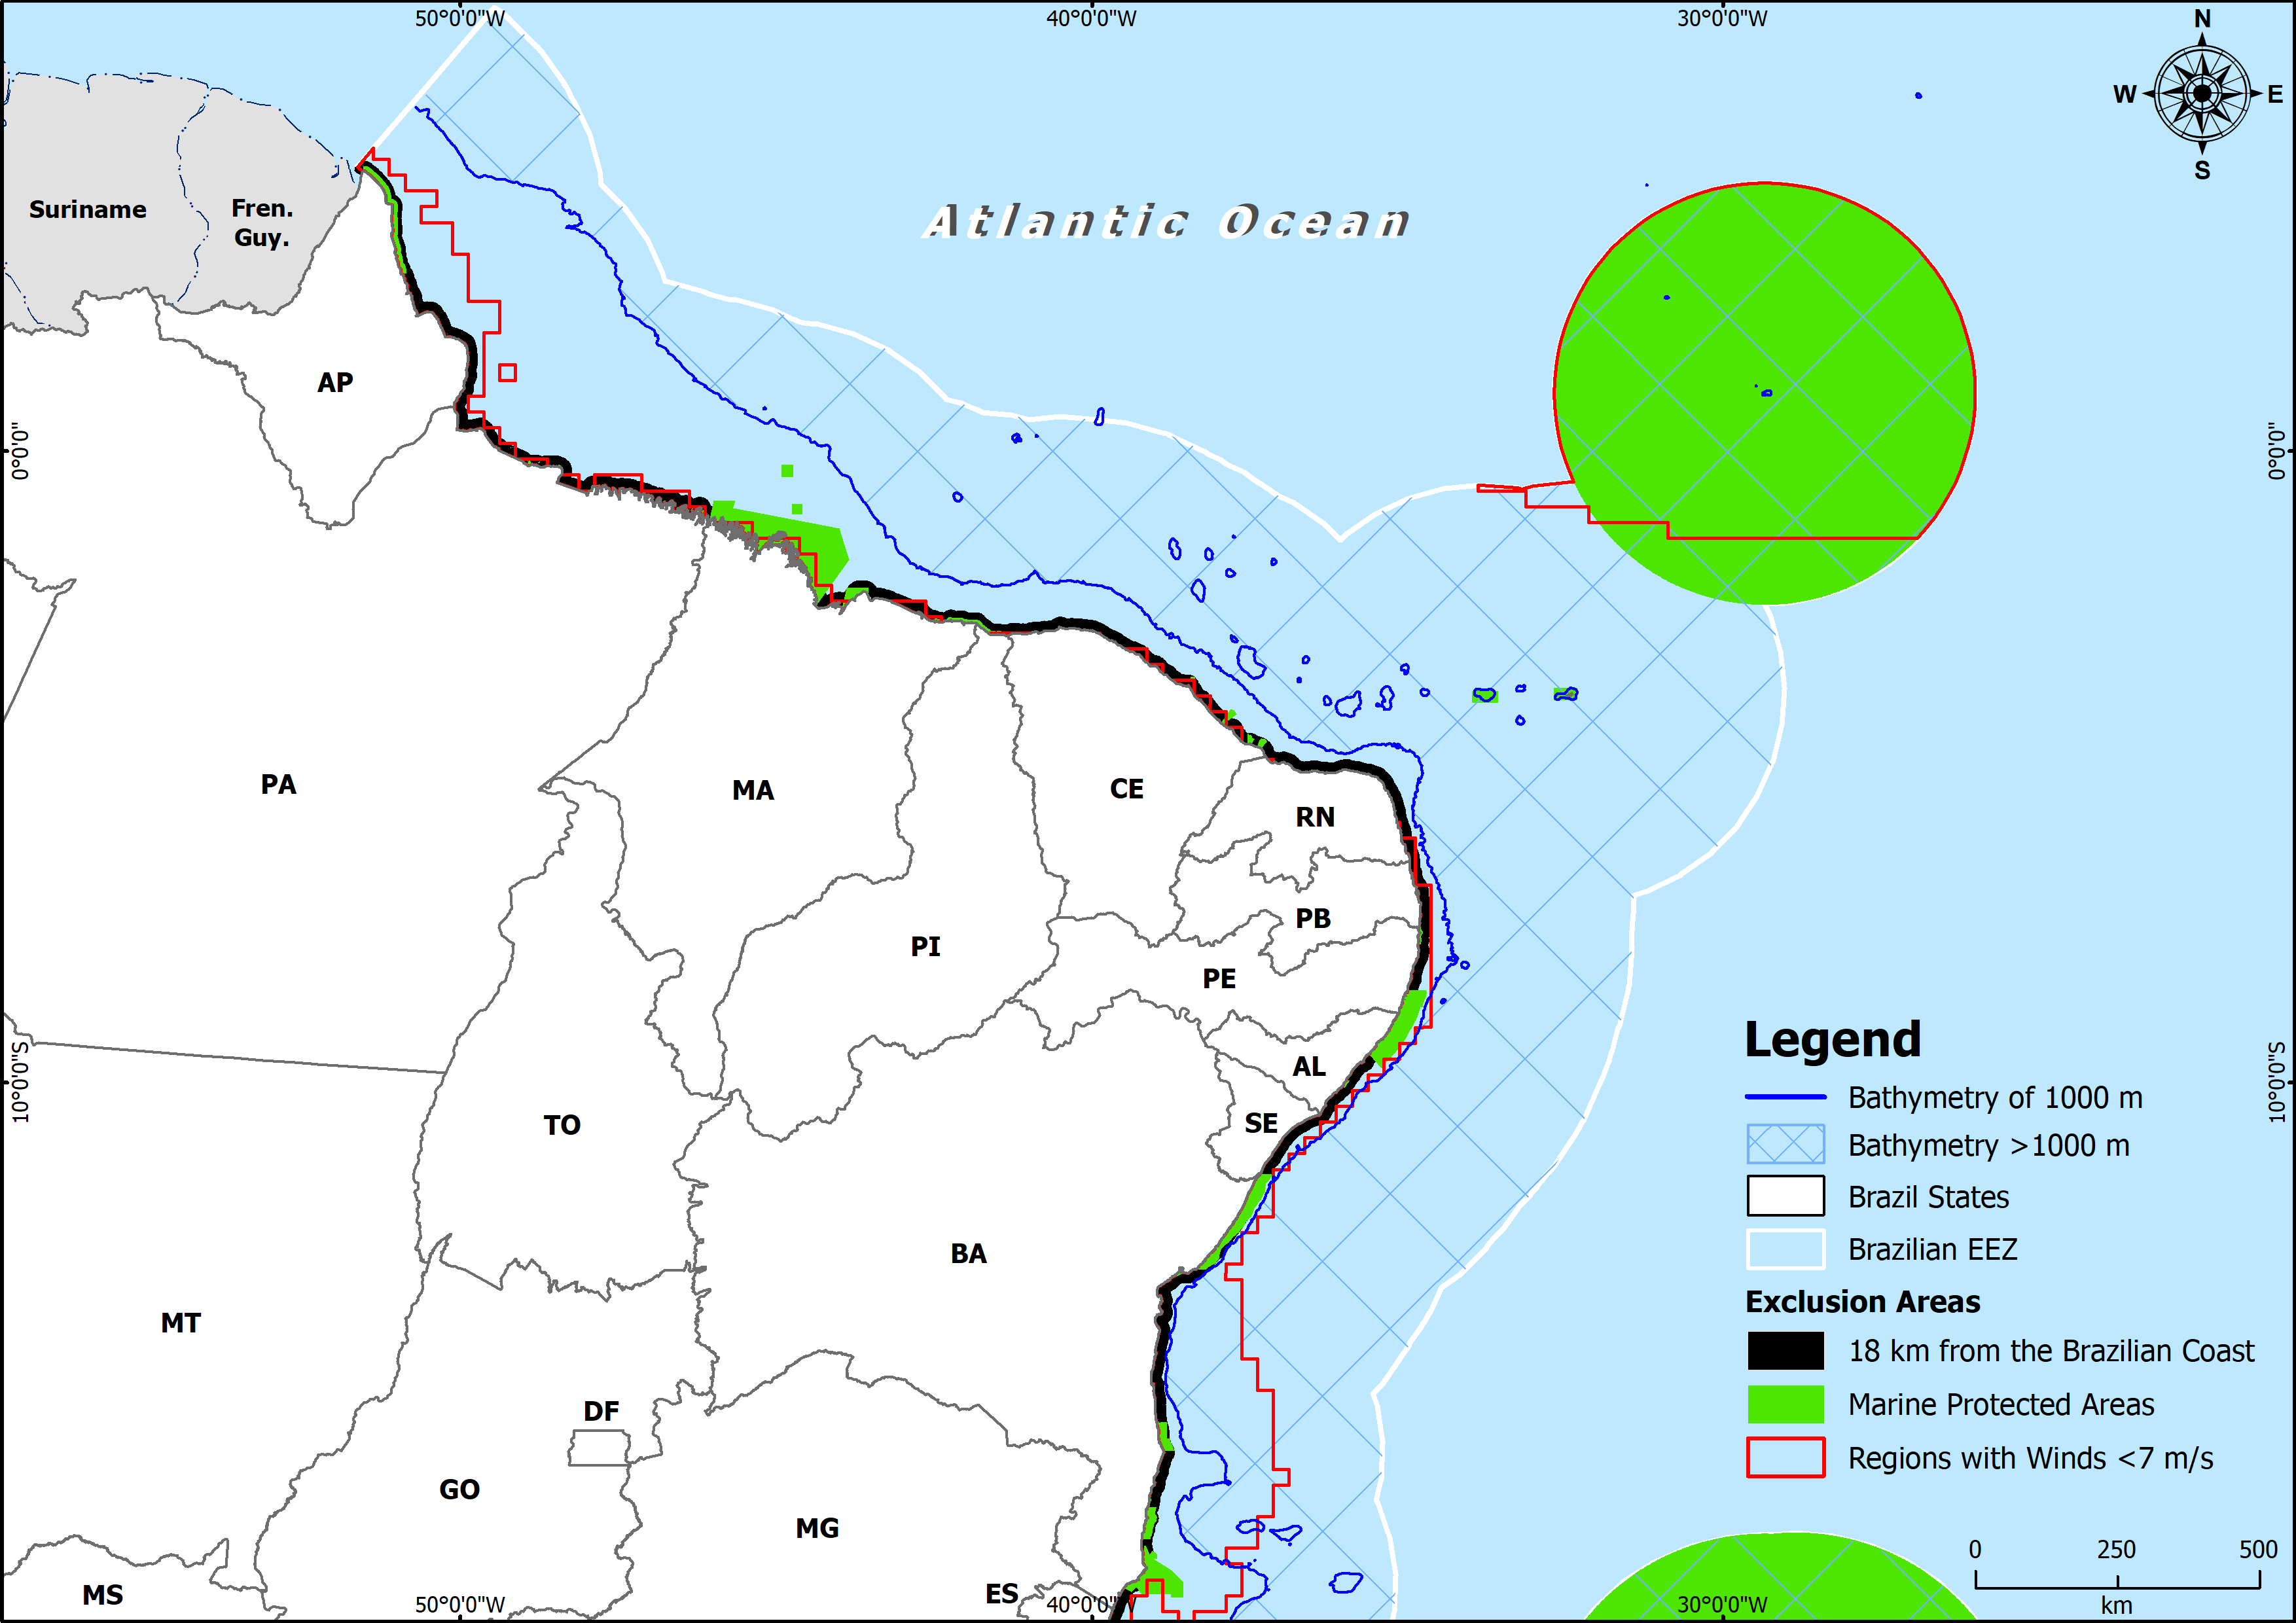 50°0'0"W
40°0'0"W
30°0'0"W
N
W
E
S
Suriname
Fren.
Guy.
Atlantic Ocean
AP
0°0'0"
0°0'0"
PA
MA
CE
RN
PB
PI
PE
AL
SE
TO
BA
MT
DF
GO
MG
MS
ES
10°0'0"S
10°0'0"S
Legend
Bathymetry of 1000 m
Bathymetry >1000 m
Brazil States
Brazilian EEZ
Exclusion Areas
18 km from the Brazilian Coast
Marine Protected Areas
Regions with Winds <7 m/s
0 250 500
km
50°0'0"W
40°0'0"W
30°0'0"W